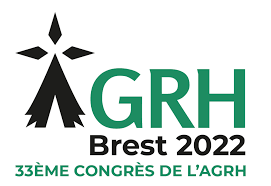 AGRH
Brest 2022
33ÈME CONGRÈS DE L'AGRH